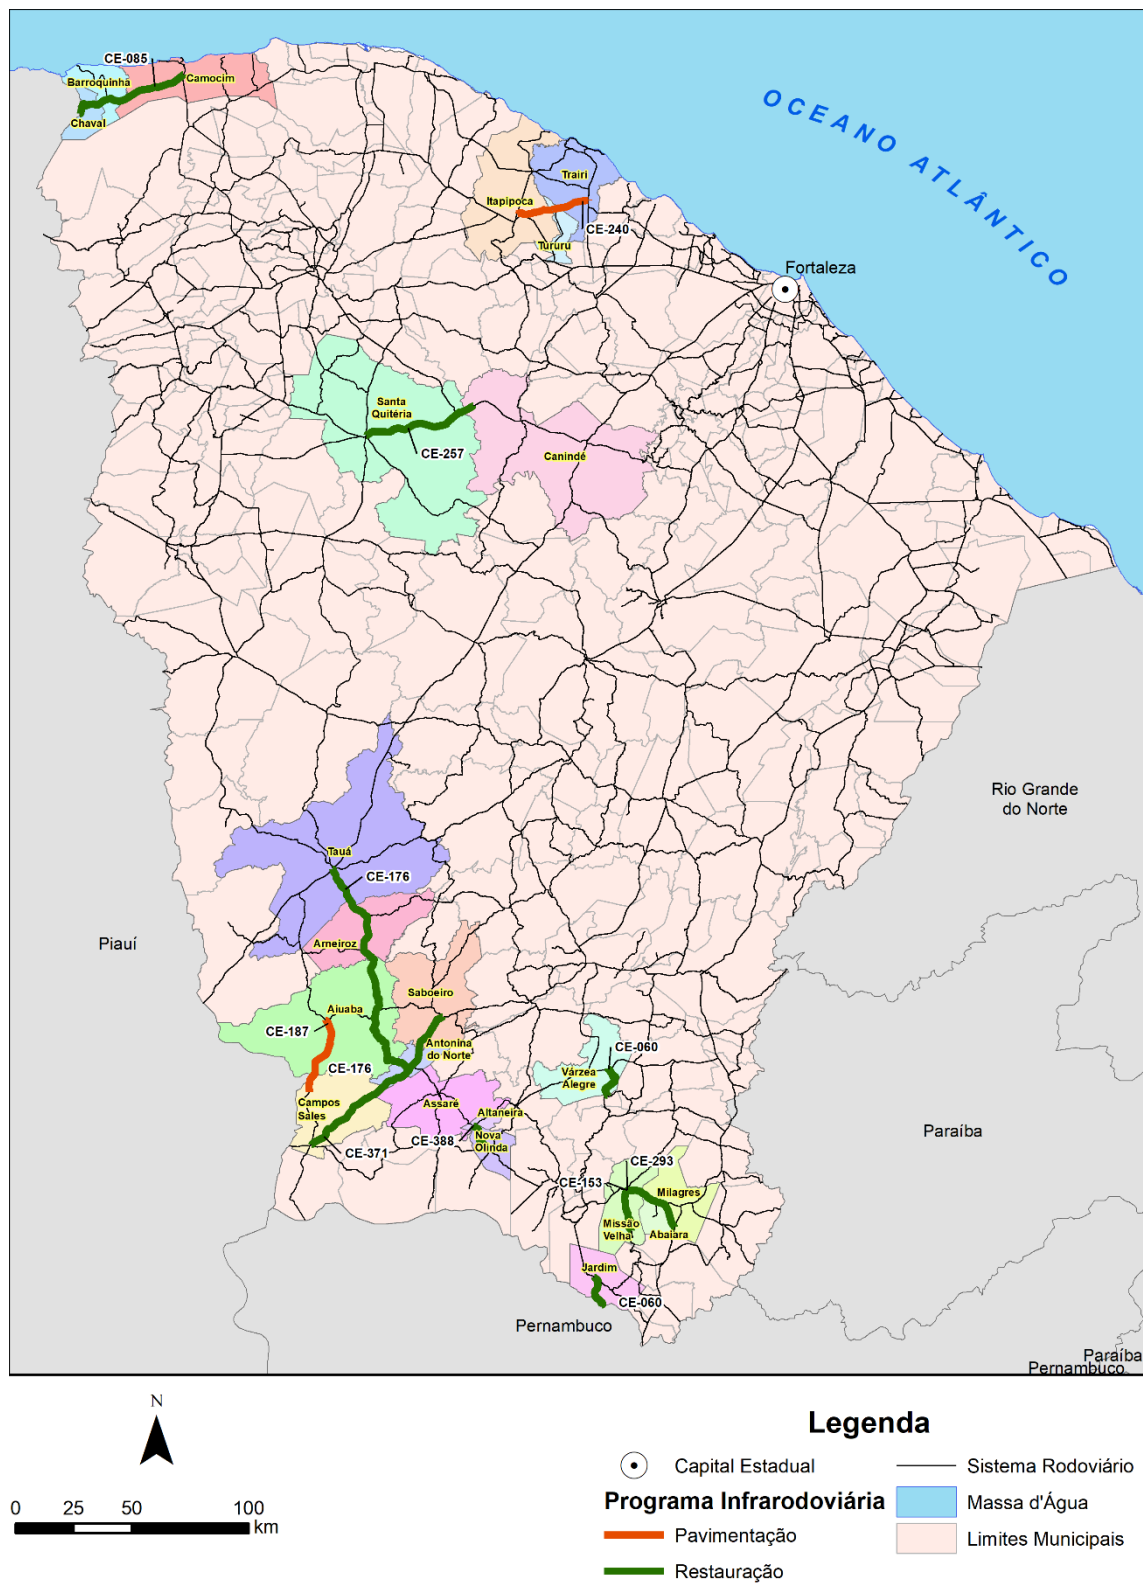 CE-085
Barroquinha
Camocim
Chaval
OCEANO ATLÂNTICO
Trairi
Itapipoca
CE-240
Tururu
Fortaleza
Santa
Quitéria
CE-257
Canindé
Rio Grande
do Norte
Tauá
CE-176
Piauí
Arneiroz
Saboeiro
Aiuaba
CE-187
Antonina
do Norte
CE-060
CE-176
Várzea
Alegre
Campos
Sales
Assaré
Altaneira
CE-388
Nova
Olinda
CE-371
Paraíba
CE-293
CE-153
Milagres
Missão
Velha
Abaiara
Jardim
CE-060
Pernambuco
Paraíba
Pernambuco
N
0 25 50 100
km
Legenda
Capital Estadual
Sistema Rodoviário
Programa Infrarodoviária
Massa d'Água
Pavimentação
Limites Municipais
Restauração